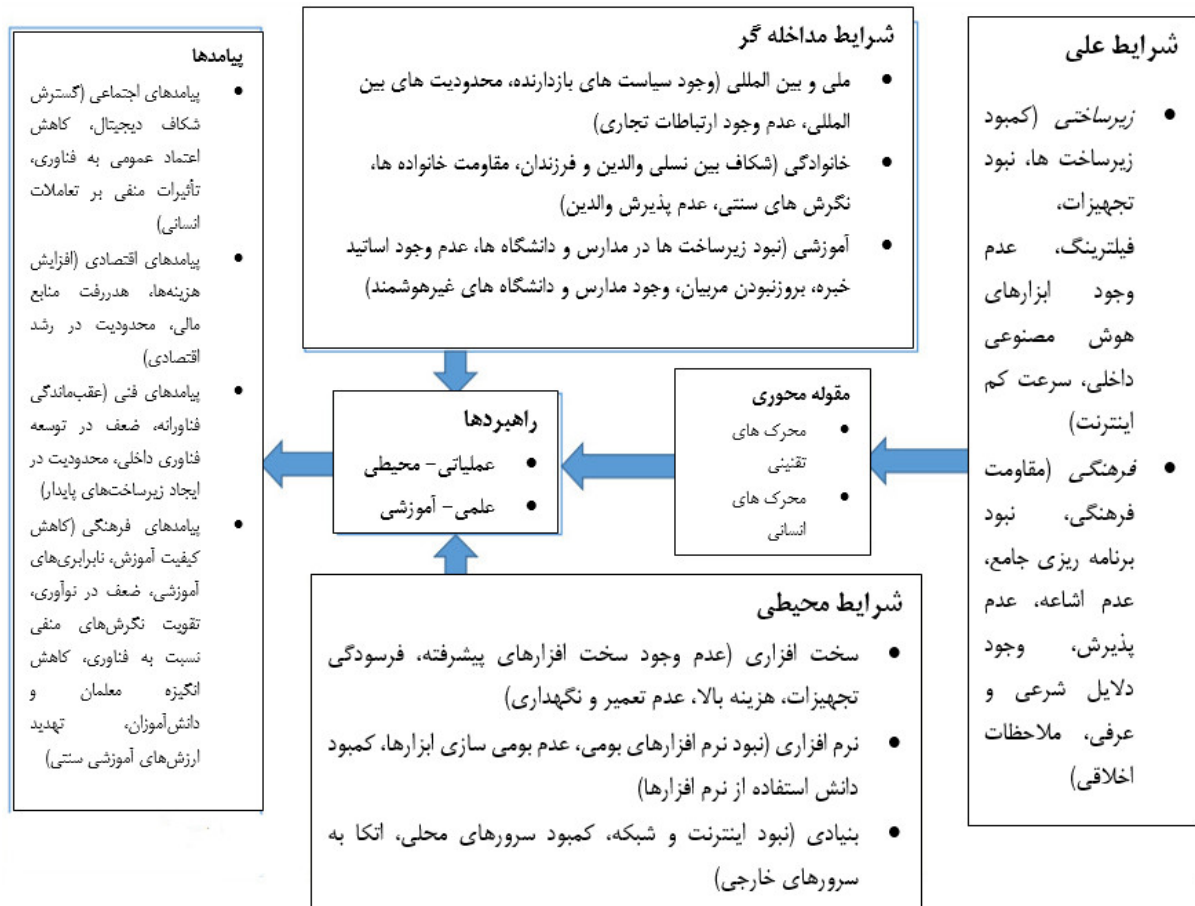 شرایط علی
زیرساختی (کمبود
زیرساخت ها، نبود
تجهیزات،
فیلترینگ، عدم
وجود ابزارهای
هوش مصنوعی
داخلی، سرعت کم
اینترنت)
فرهنگی (مقاومت
فرهنگی، نبود
برنامه ریزی جامع،
عدم اشاعه، عدم
پذیرش، وجود
دلایل شرعی و
عرفی، ملاحظات
اخلاقی)
شرایط مداخله گر
ملی و بین المللی (وجود سیاست های بازدارنده، محدودیت های بین
المللی، عدم وجود ارتباطات تجاری)
خانوادگی (شکاف بین نسلی والدین و فرزندان، مقاومت خانواده ها،
نگرش های سنتی، عدم پذیرش والدین)
آموزشی (نبود زیرساخت ها در مدارس و دانشگاه ها، عدم وجود اساتید
خبره، بروزنبودن مربیان، وجود مدارس و دانشگاه های غیرهوشمند)
مقوله محوری
محرک های
تقنینی
محرک های
انسانی
راهبردها
عملیاتی- محیطی
علمی- آموزشی
شرایط محیطی
سخت افزاری (عدم وجود سخت افزارهای پیشرفته، فرسودگی
تجهیزات، هزینه بالا، عدم تعمیر و نگهداری)
نرم افزاری (نبود نرم افزارهای بومی، عدم بومی سازی ابزارها، کمبود
دانش استفاده از نرم افزارها)
بنیادی (نبود اینترنت و شبکه، کمبود سرورهای محلی، اتکا به
سرورهای خارجی)
پیامدها
پیامدهای اجتماعی (گسترش
شکاف دیجیتال، کاهش
اعتماد عمومی به فناوری،
تأثیرات منفی بر تعاملات
انسانی)
پیامدهای اقتصادی (افزایش
هزینه‌ها، هدررفت منابع
مالی، محدودیت در رشد
اقتصادی)
پیامدهای فنی (عقب‌ماندگی
فناورانه، ضعف در توسعه
فناوری داخلی، محدودیت در
ایجاد زیرساخت‌های پایدار)
پیامدهای فرهنگی (کاهش
کیفیت آموزش، نابرابری‌های
آموزشی، ضعف در نوآوری،
تقویت نگرش‌های منفی
نسبت به فناوری، کاهش
انگیزه معلمان و
دانش‌آموزان، تهدید
ارزش‌های آموزشی سنتی)